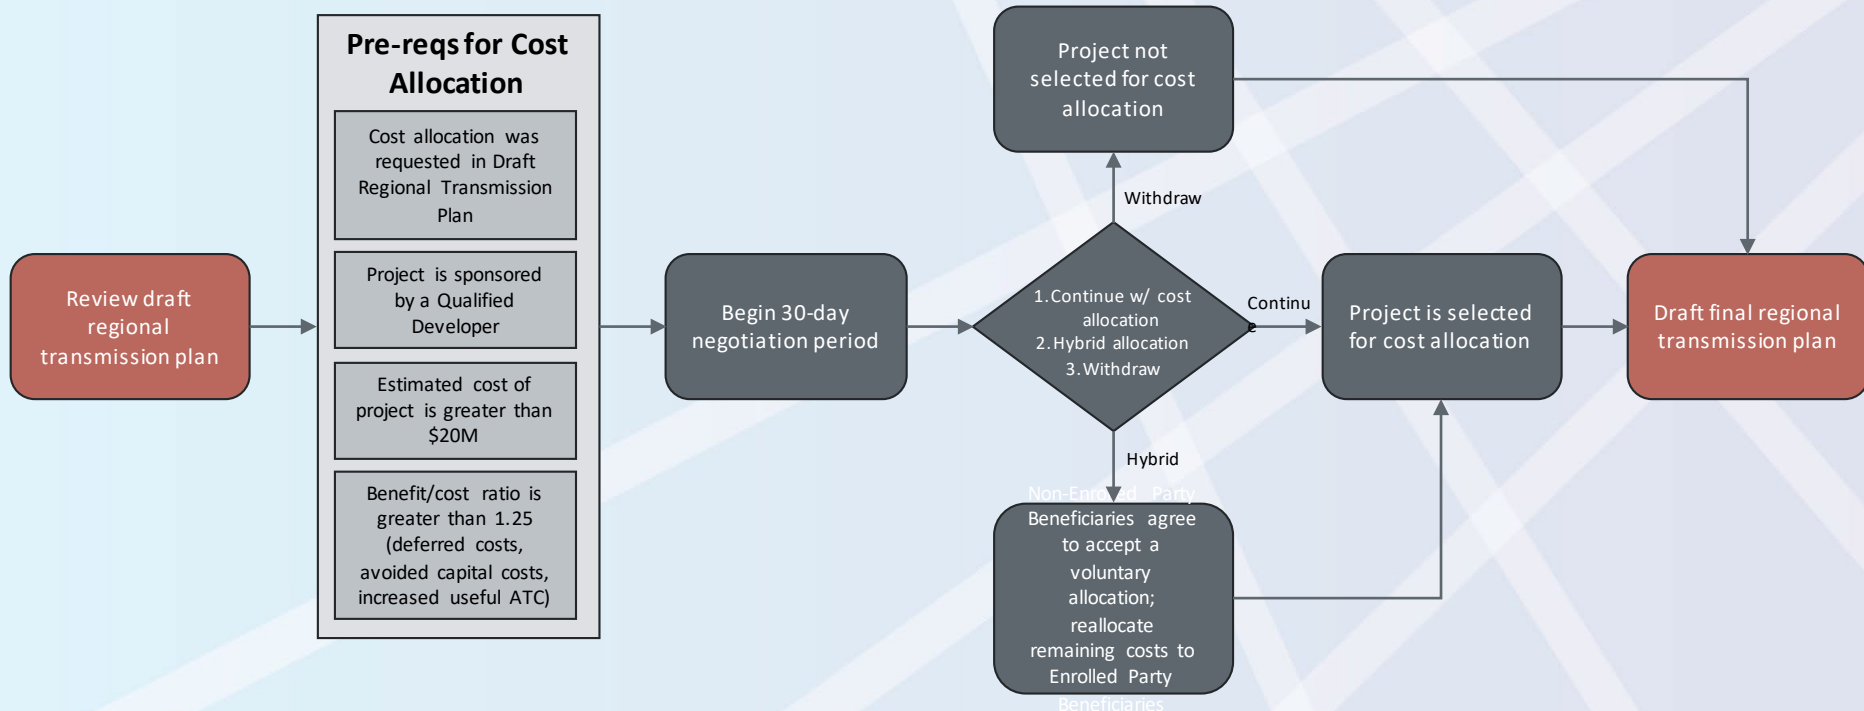 Review draft
regional
transmission plan
Pre-reqs for Cost
Allocation
Cost allocation was
requested in Draft
Regional Transmission
Plan
Project is sponsored
by a Qualified
Developer
Estimated cost of
project is greater than
$20M
Benefit/cost ratio is
greater than 1.25
(deferred costs,
avoided capital costs,
increased useful ATC)
Begin 30-day
negotiation period
Project not
selected for cost
allocation
Withdraw
1.Continue w/ cost
allocation
2.Hybrid allocation
3.Withdraw
Continu
e
Hybrid
Non-Enrolled Party
Beneficiaries agree
to accept a
voluntary
allocation;
reallocate
remaining costs to
Enrolled Party
Beneficiaries
Project is selected
for cost allocation
Draft final regional
transmission plan